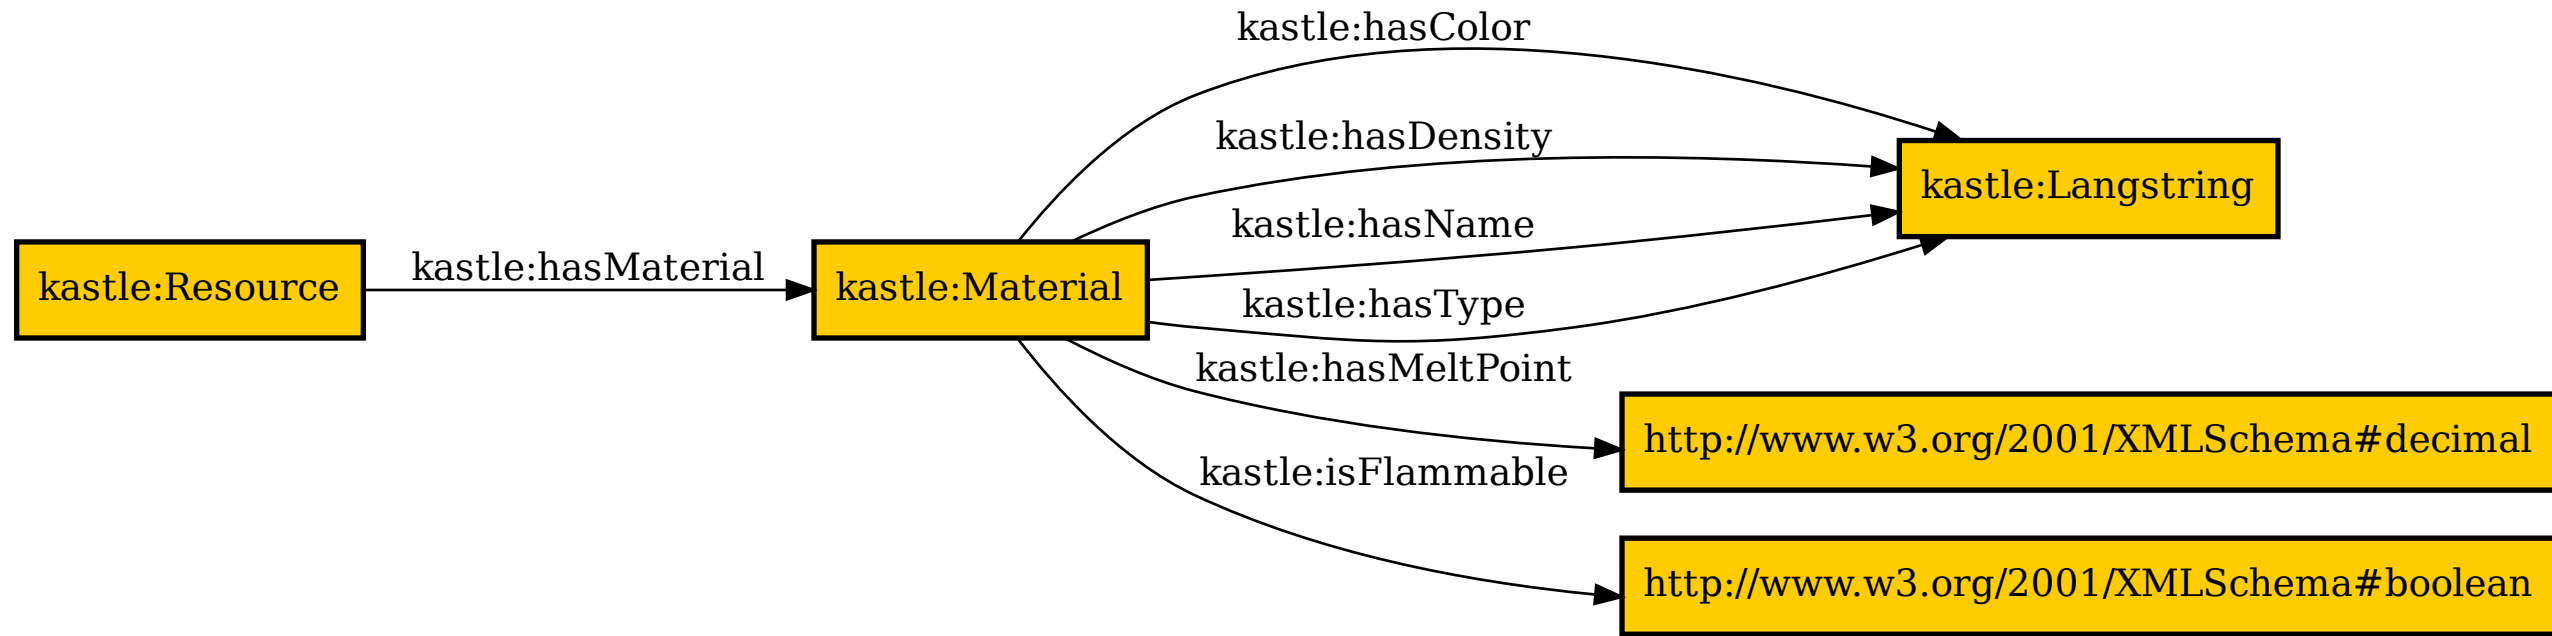 kastle:hasColor
kastle:hasDensity
kastle:Langstring
kastle:hasName
kastle:Resource
kastle:hasMaterial
kastle:Material
kastle:hasType
kastle:hasMeltPoint
http://www.w3.org/2001/XMLSchema#decimal
kastle:isFlammable
http://www.w3.org/2001/XMLSchema#boolean